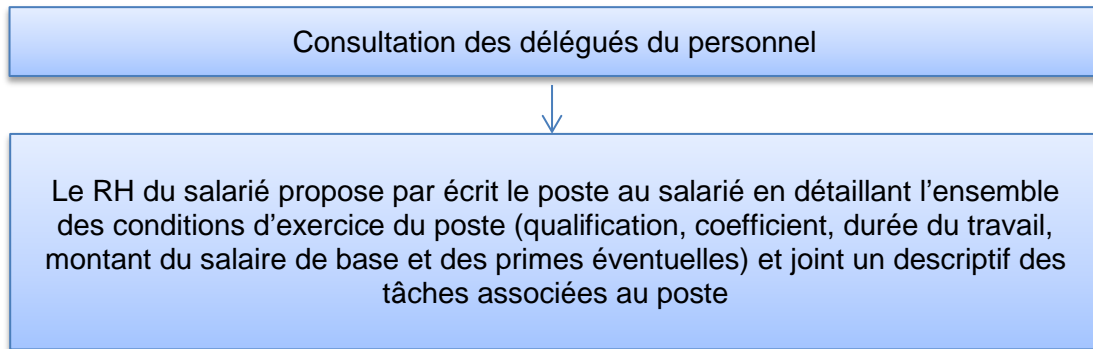 Consultation des délégués du personnel
Le RH du salarié propose par écrit le poste au salarié en détaillant l’ensemble
des conditions d’exercice du poste (qualification, coefficient, durée du travail,
montant du salaire de base et des primes éventuelles) et joint un descriptif des
tâches associées au poste